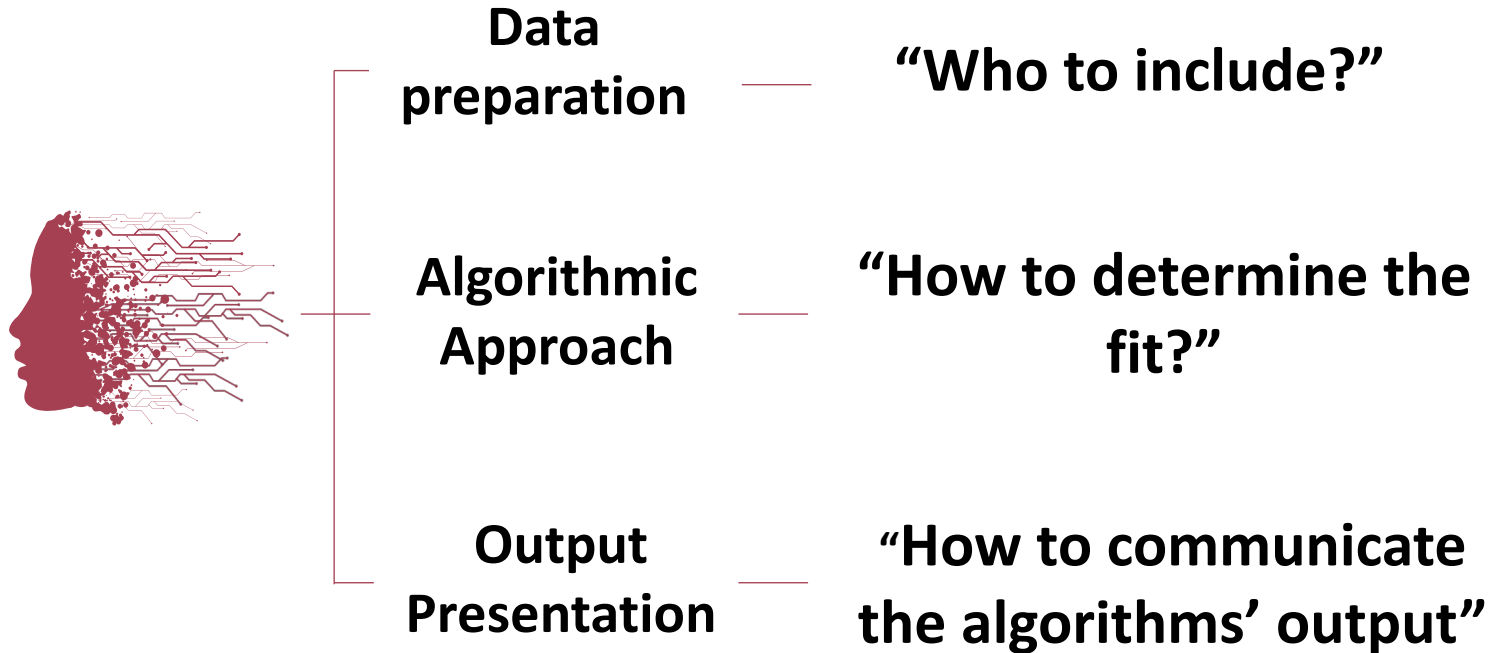 Data
preparation
“Who to include?”
Algorithmic
Approach
“How to determine the
fit?”
Output
Presentation
“How to communicate
the algorithms’ output”